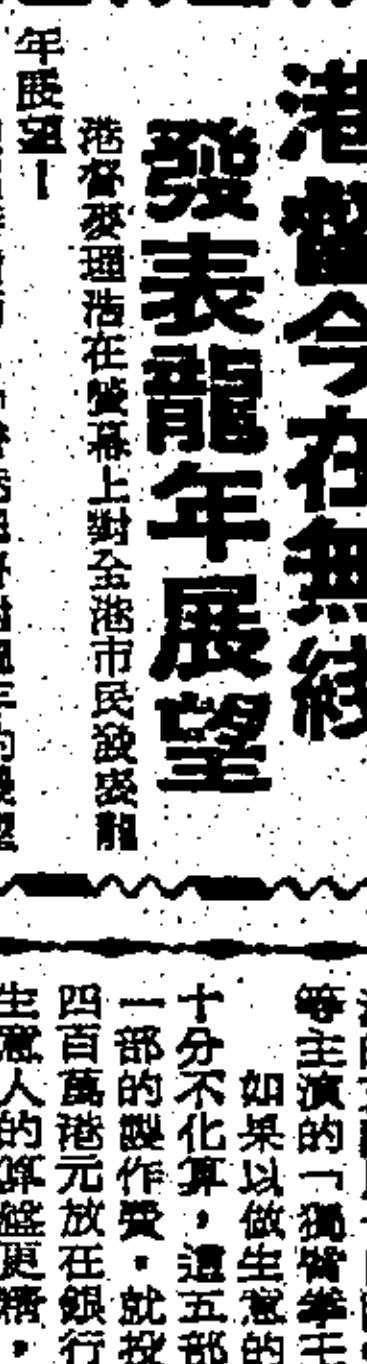 港督今在無綫
發表龍年展望
港督麥理浩在螢幕上對全港市民發表龍
年展望！
等主演的「獨臂拳王
如果以做生意的
十分不化算，這五部
一部的製作費，就投
四百萬港元放在銀行
生意人的算盤更精，